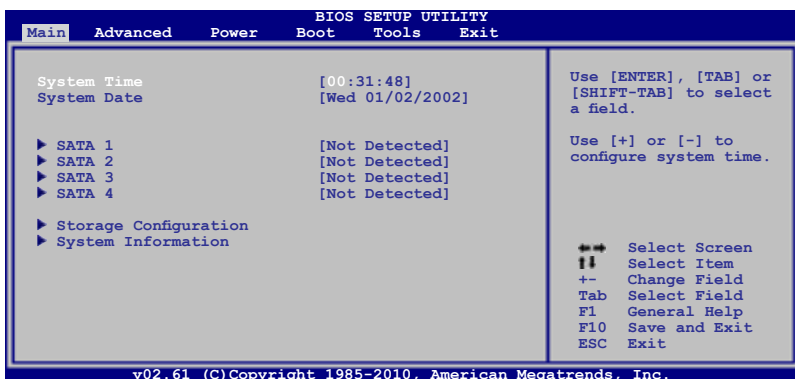 BIOS SETUP UTILITY
Main Advanced Power Boot Tools Exit
System Time [00:31:48]
System Date [Wed 01/02/2002]
SATA 1 [Not Detected]
SATA 2 [Not Detected]
SATA 3 [Not Detected]
SATA 4 [Not Detected]
Storage Configuration
System Information
Use [ENTER], [TAB] or
[SHIFT-TAB] to select
a field.
Use [+] or [-] to
configure system time.
Select Screen
Select Item
+- Change Field
Tab Select Field
F1 General Help
F10 Save and Exit
ESC Exit
v02.61 (C)Copyright 1985-2010, American Megatrends, Inc.